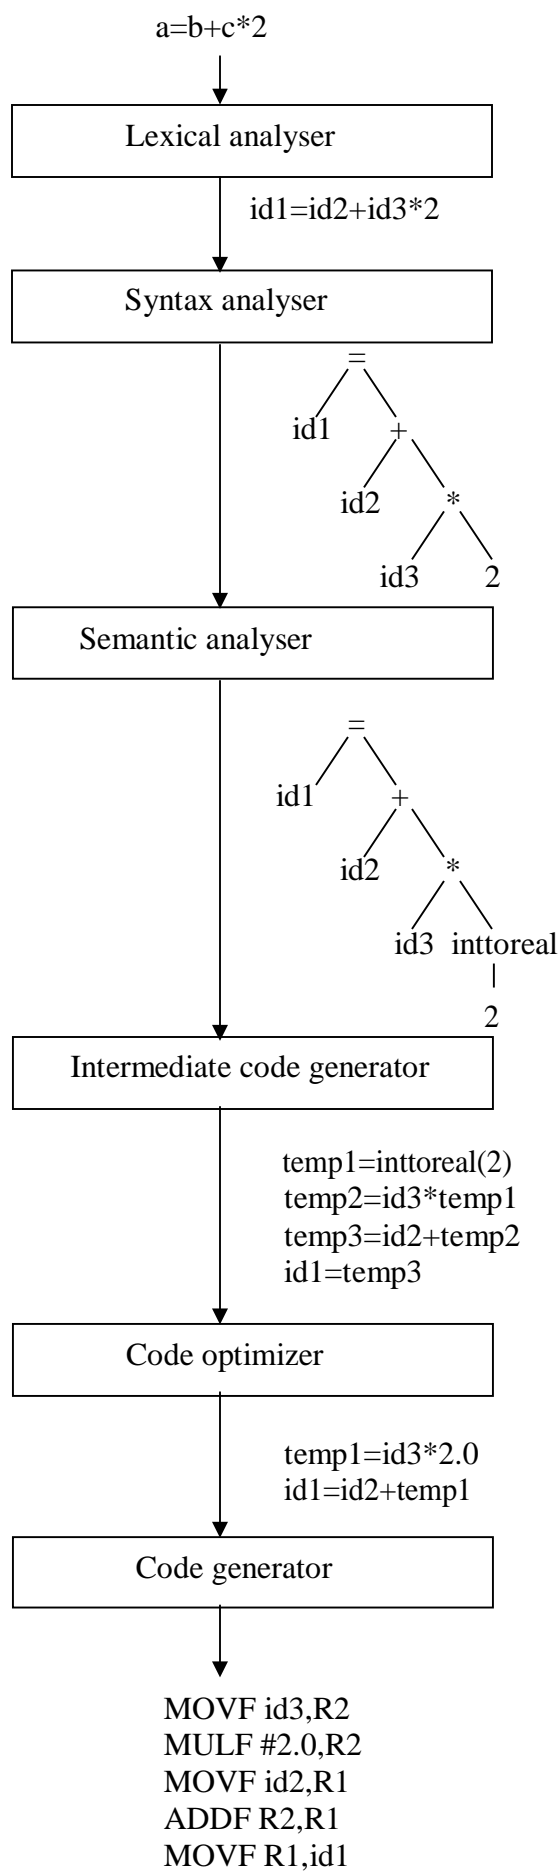 a=b+c*2
Lexical analyser
id1=id2+id3*2
Syntax analyser
=
id1 +
id2 *
id3 2
Semantic analyser
=
id1 +
id2 *
id3 inttoreal
2
Intermediate code generator
temp1=inttoreal(2)
temp2=id3*temp1
temp3=id2+temp2
id1=temp3
Code optimizer
temp1=id3*2.0
id1=id2+temp1
Code generator
MOVF id3,R2
MULF #2.0,R2
MOVF id2,R1
ADDF R2,R1
MOVF R1,id1